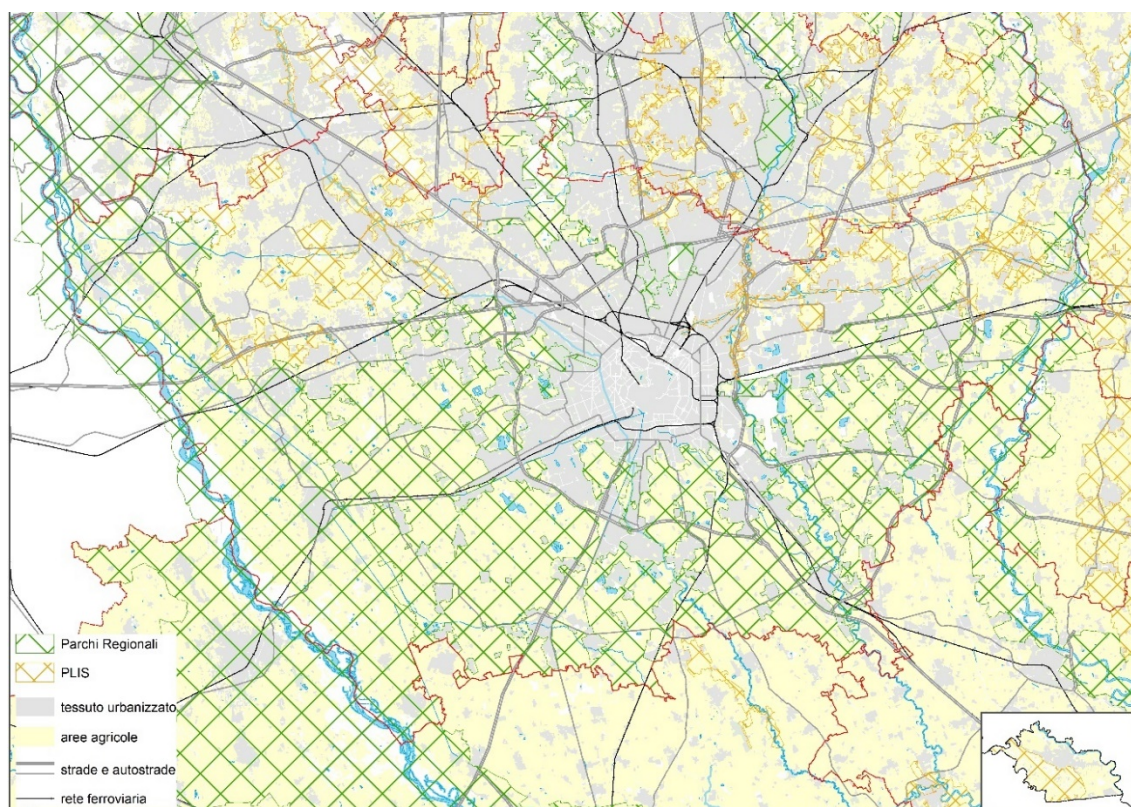 Parchi Regionali
PLIS
tessuto urbanizzato
aree agricole
strade e autostrade
rete ferroviaria